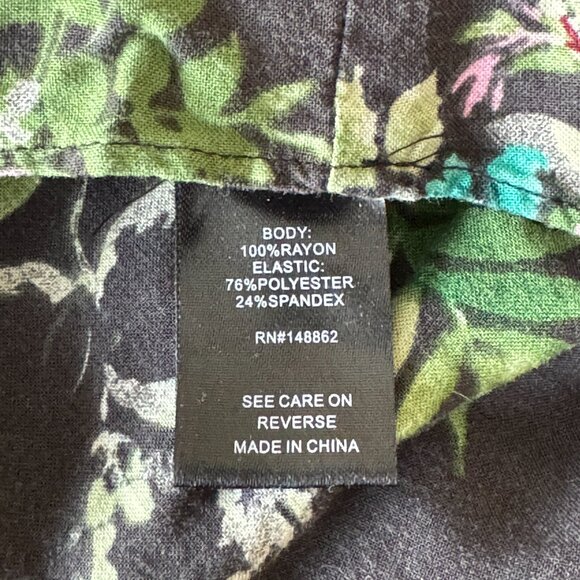 BODY:
100%RAYON
ELASTIC:
76%POLYESTER
24%SPANDEX
RN#148862
SEE CARE ON
REVERSE
MADE IN CHINA